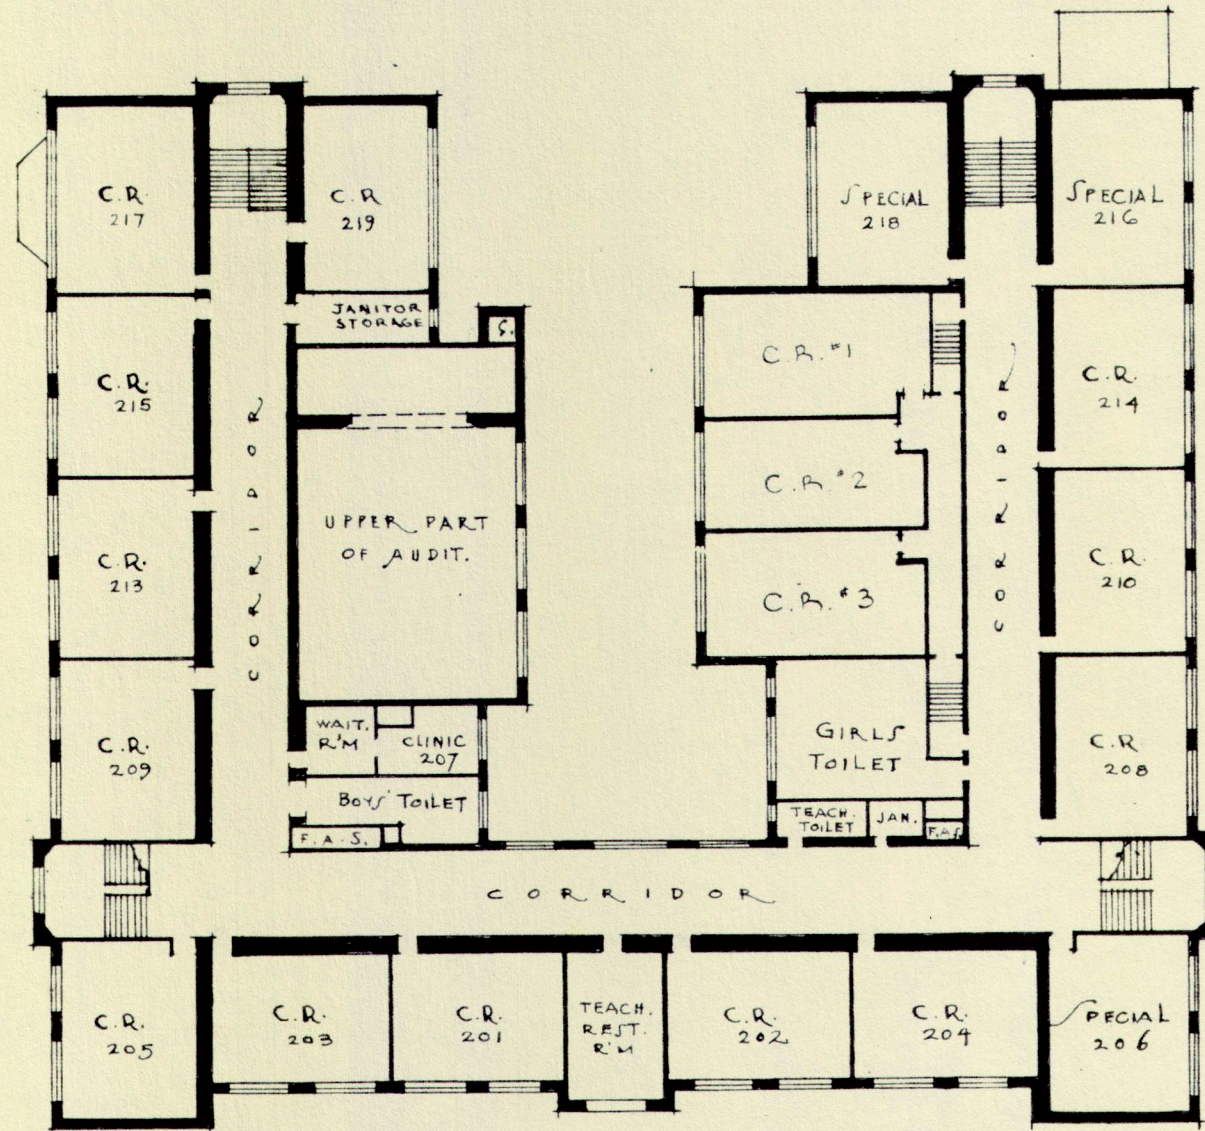 C.R.
217
C.R
219
SPECIAL
218
SPECIAL
216
JANITOR
STORAGE
C.R. #1
C.R.
215
C.R.
214
CORRIDOR
CORRIDOR
C.R. #2
UPPER PART
OF AUDIT.
C.R.
213
C.R.
210
C.R. #3
WAIT.
R'M
CLINIC
207
GIRLS
TOILET
C.R.
209
C.R
208
BOYS' TOILET
TEACH.
TOILET
JAN.
F.A.S.
F.A.S.
CORRIDOR
C.R.
205
C.R.
203
C.R.
201
TEACH.
REST.
R'M
C.R.
202
C.R.
204
SPECIAL
206